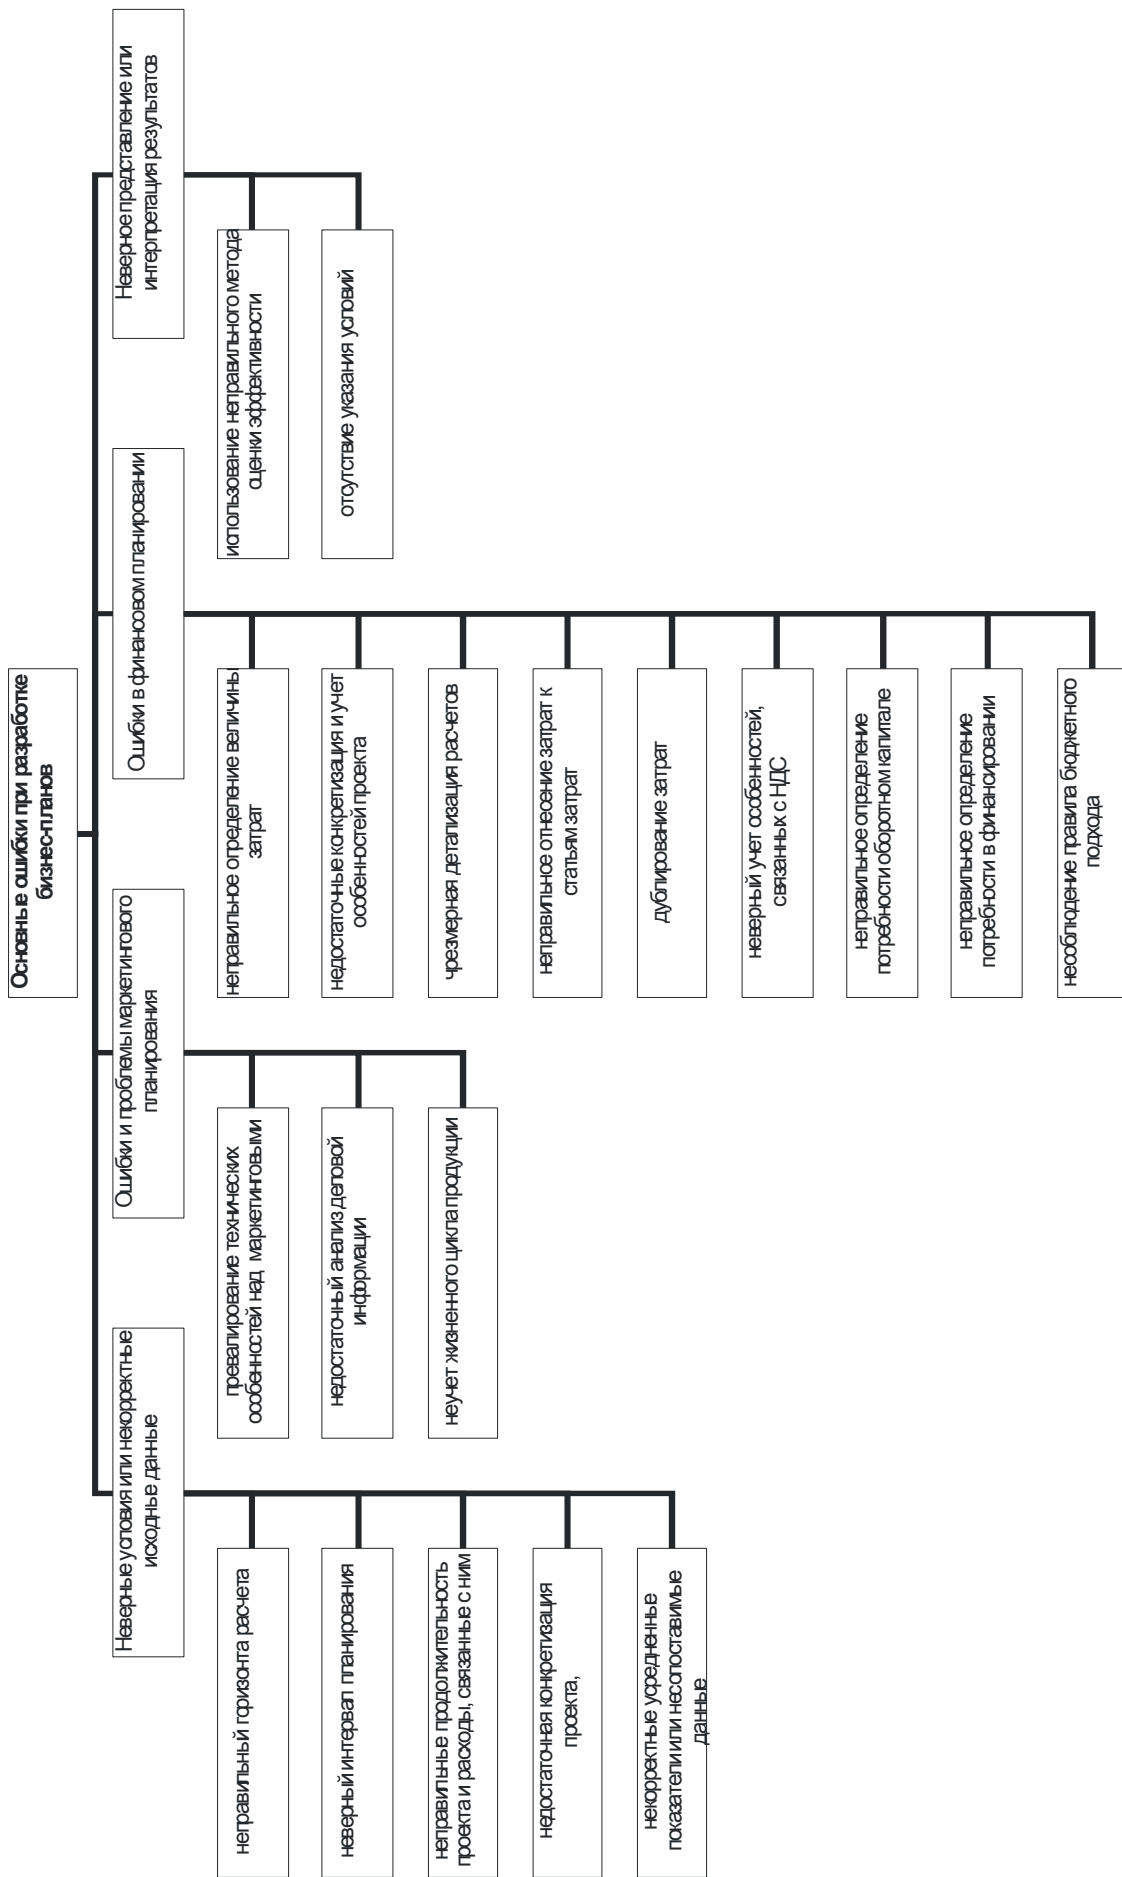 Основные ошибки при разработке
бизнес-планов
Неверные условия или некорректные
исходные данные
неправильный горизонта расчета
неверный интервал планирования
неправильные продолжительность
проекта и расходы, связанные с ним
недостаточная конкретизация
проекта,
некорректные усредненные
показатели или несопоставимые
данные
Ошибки и проблемы маркетингового
планирования
превалирование технических
особенностей над маркетинговыми
недостаточный анализ деловой
информации
неучет жизненного цикла продукции
Ошибки в финансовом планировании
неправильное определение величины
затрат
недостаточные конкретизация и учет
особенностей проекта
чрезмерная детализация расчетов
неправильное отнесение затрат к
статьям затрат
дублирование затрат
неверный учет особенностей,
связанных с НДС
неправильное определение
потребности оборотном капитале
неправильное определение
потребности в финансировании
несоблюдение правила бюджетного
подхода
Неверное представление или
интерпретация результатов
использование неправильного метода
оценки эффективности
отсутствие указания условий